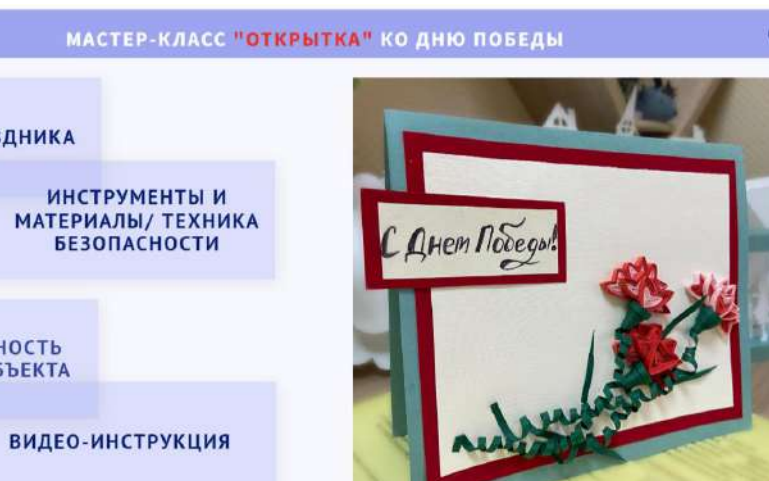 МАСТЕР-КЛАСС "ОТКРЫТКА" КО ДНЮ ПОБЕДЫ
ИНСТРУМЕНТЫ И
МАТЕРИАЛЫ/ ТЕХНИКА
БЕЗОПАСНОСТИ
ВИДЕО-ИНСТРУКЦИЯ
С Днем Победы!